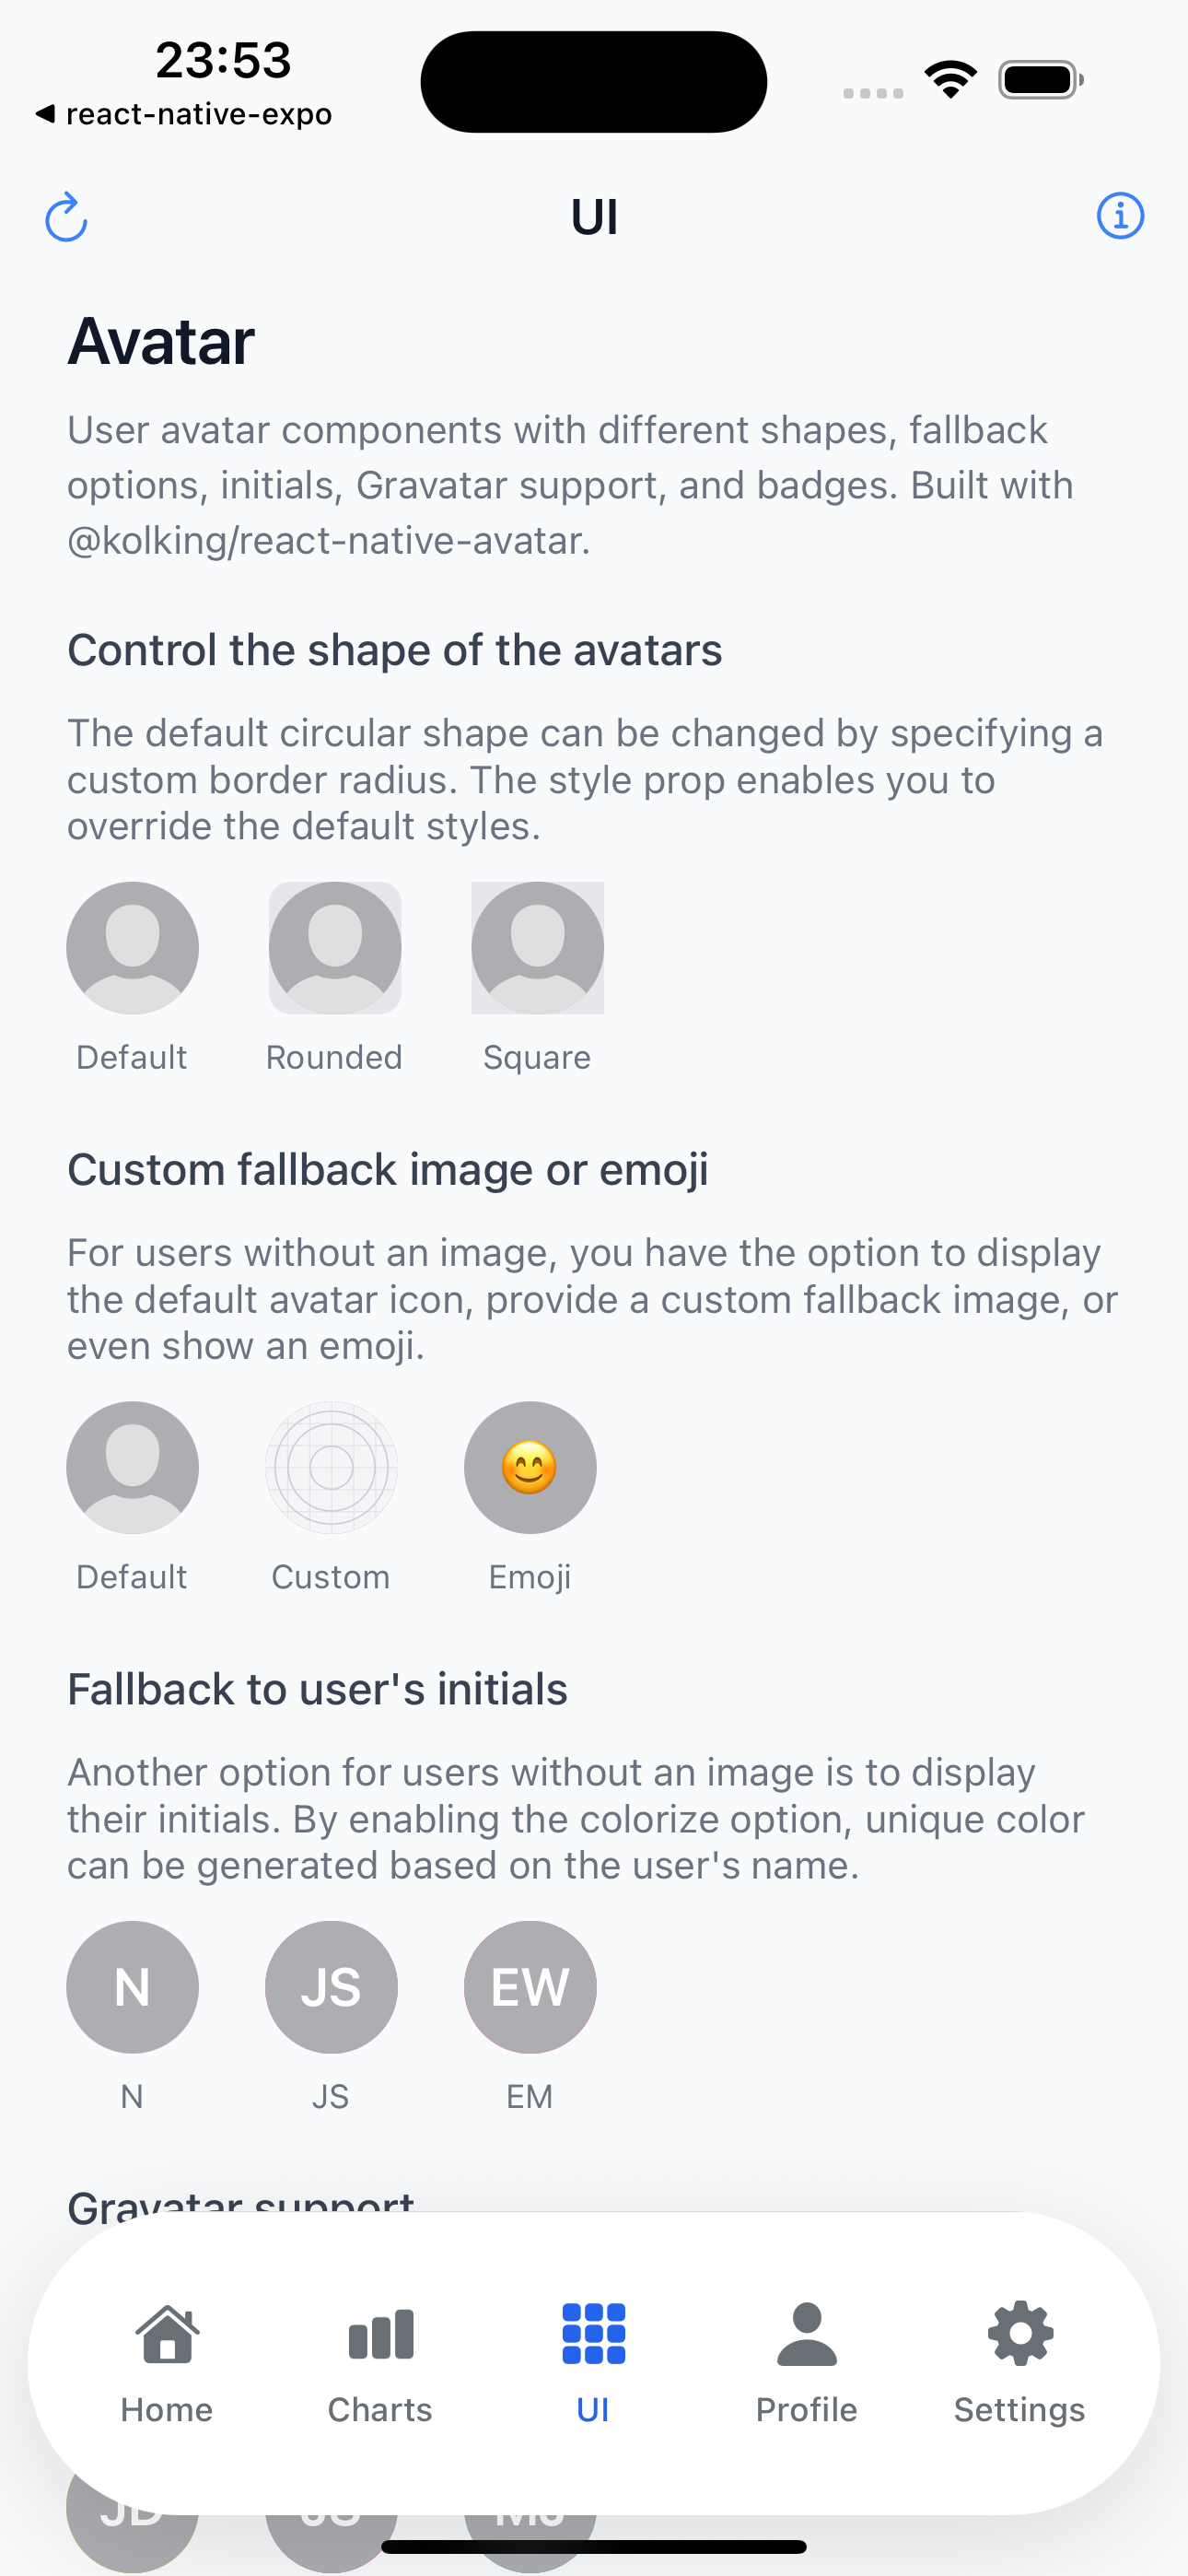 23:53
react-native-expo
UI
Avatar
User avatar components with different shapes, fallback
options, initials, Gravatar support, and badges. Built with
@kolking/react-native-avatar.
Control the shape of the avatars
The default circular shape can be changed by specifying a
custom border radius. The style prop enables you to
override the default styles.
Default Rounded Square
Custom fallback image or emoji
For users without an image, you have the option to display
the default avatar icon, provide a custom fallback image, or
even show an emoji.
Default Custom Emoji
Fallback to user's initials
Another option for users without an image is to display
their initials. By enabling the colorize option, unique color
can be generated based on the user's name.
N JS EW
N JS EM
Gravatar support
Home Charts UI Profile Settings